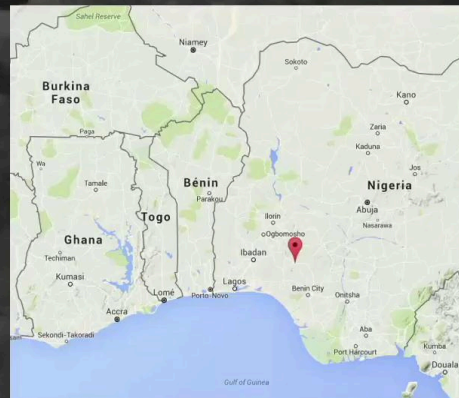 Sahel Reserve
Niamey
Sokoto
Burkina
Faso
Kano
Zaria
Paga
Kaduna
Wa
Jos
Bénin
Tamale
Parakou
Nigeria
Abuja
Togo
Nasarawa
Ilorin
Ogbomosho
Ghana
Techiman
Ibadan
Kumasi
Lomé
Porto-Novo
Lagos
Benin City
Onitsha
Accra
Aba
Sekondi-Takoradi
Port Harcourt
Kumba
Douala
Gulf of Guinea